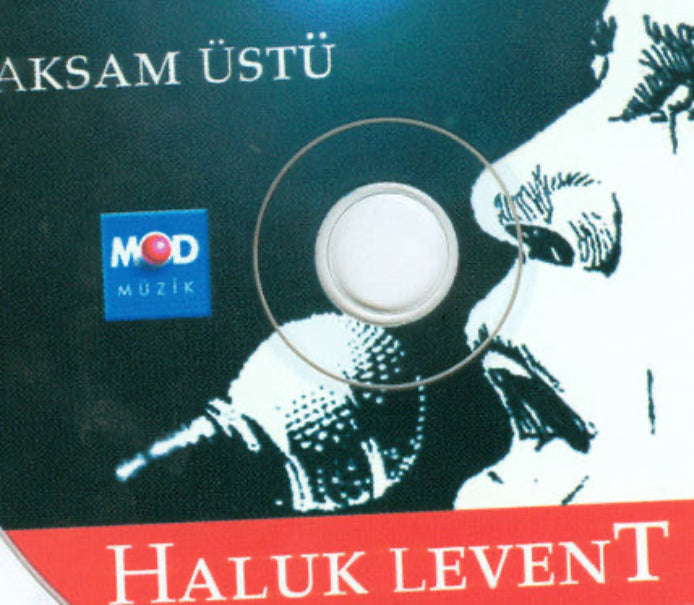 AKSAM ÜSTÜ
MOD
MÜZİK
HALUK LEVENT